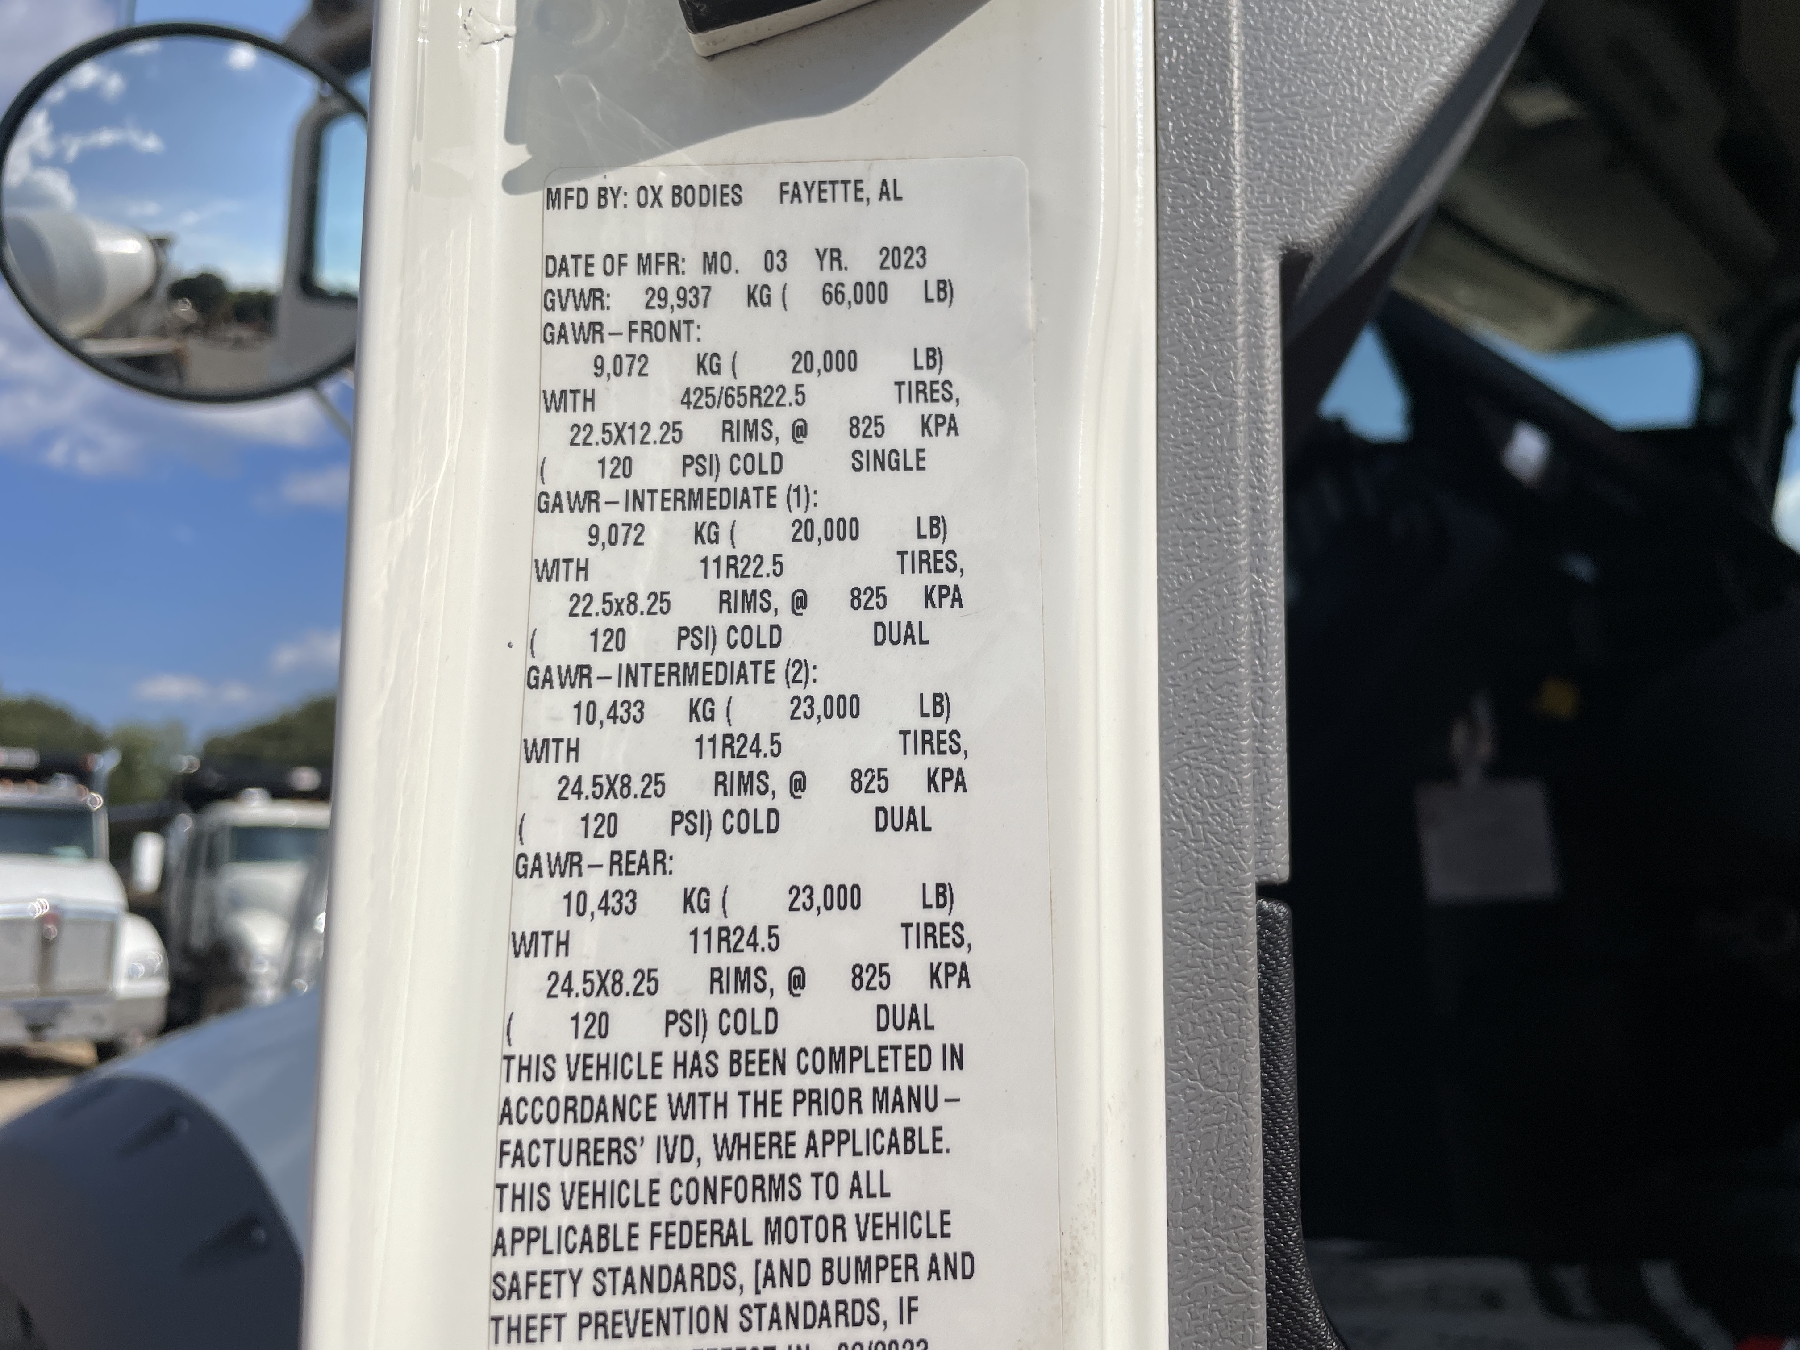 MFD BY: OX BODIES FAYETTE, AL
DATE OF MFR: MO. 03 YR. 2023
GVWR: 29,937 KG ( 66,000 LB)
GAWR-FRONT:
9,072 KG ( 20,000 LB)
WITH 425/65R22.5 TIRES,
22.5X12.25 RIMS, @ 825 KPA
( 120 PSI) COLD SINGLE
GAWR-INTERMEDIATE (1):
9,072 KG ( 20,000 LB)
WITH 11R22.5 TIRES,
22.5x8.25 RIMS, @ 825 KPA
( 120 PSI) COLD DUAL
GAWR-INTERMEDIATE (2):
10,433 KG ( 23,000 LB)
WITH 11R24.5 TIRES,
24.5X8.25 RIMS, @ 825 KPA
( 120 PSI) COLD DUAL
GAWR-REAR:
10,433 KG ( 23,000 LB)
WITH 11R24.5 TIRES,
24.5X8.25 RIMS, @ 825 KPA
( 120 PSI) COLD DUAL
THIS VEHICLE HAS BEEN COMPLETED IN
ACCORDANCE WITH THE PRIOR MANU-
FACTURERS' IVD, WHERE APPLICABLE.
THIS VEHICLE CONFORMS TO ALL
APPLICABLE FEDERAL MOTOR VEHICLE
SAFETY STANDARDS, [AND BUMPER AND
THEFT PREVENTION STANDARDS, IF